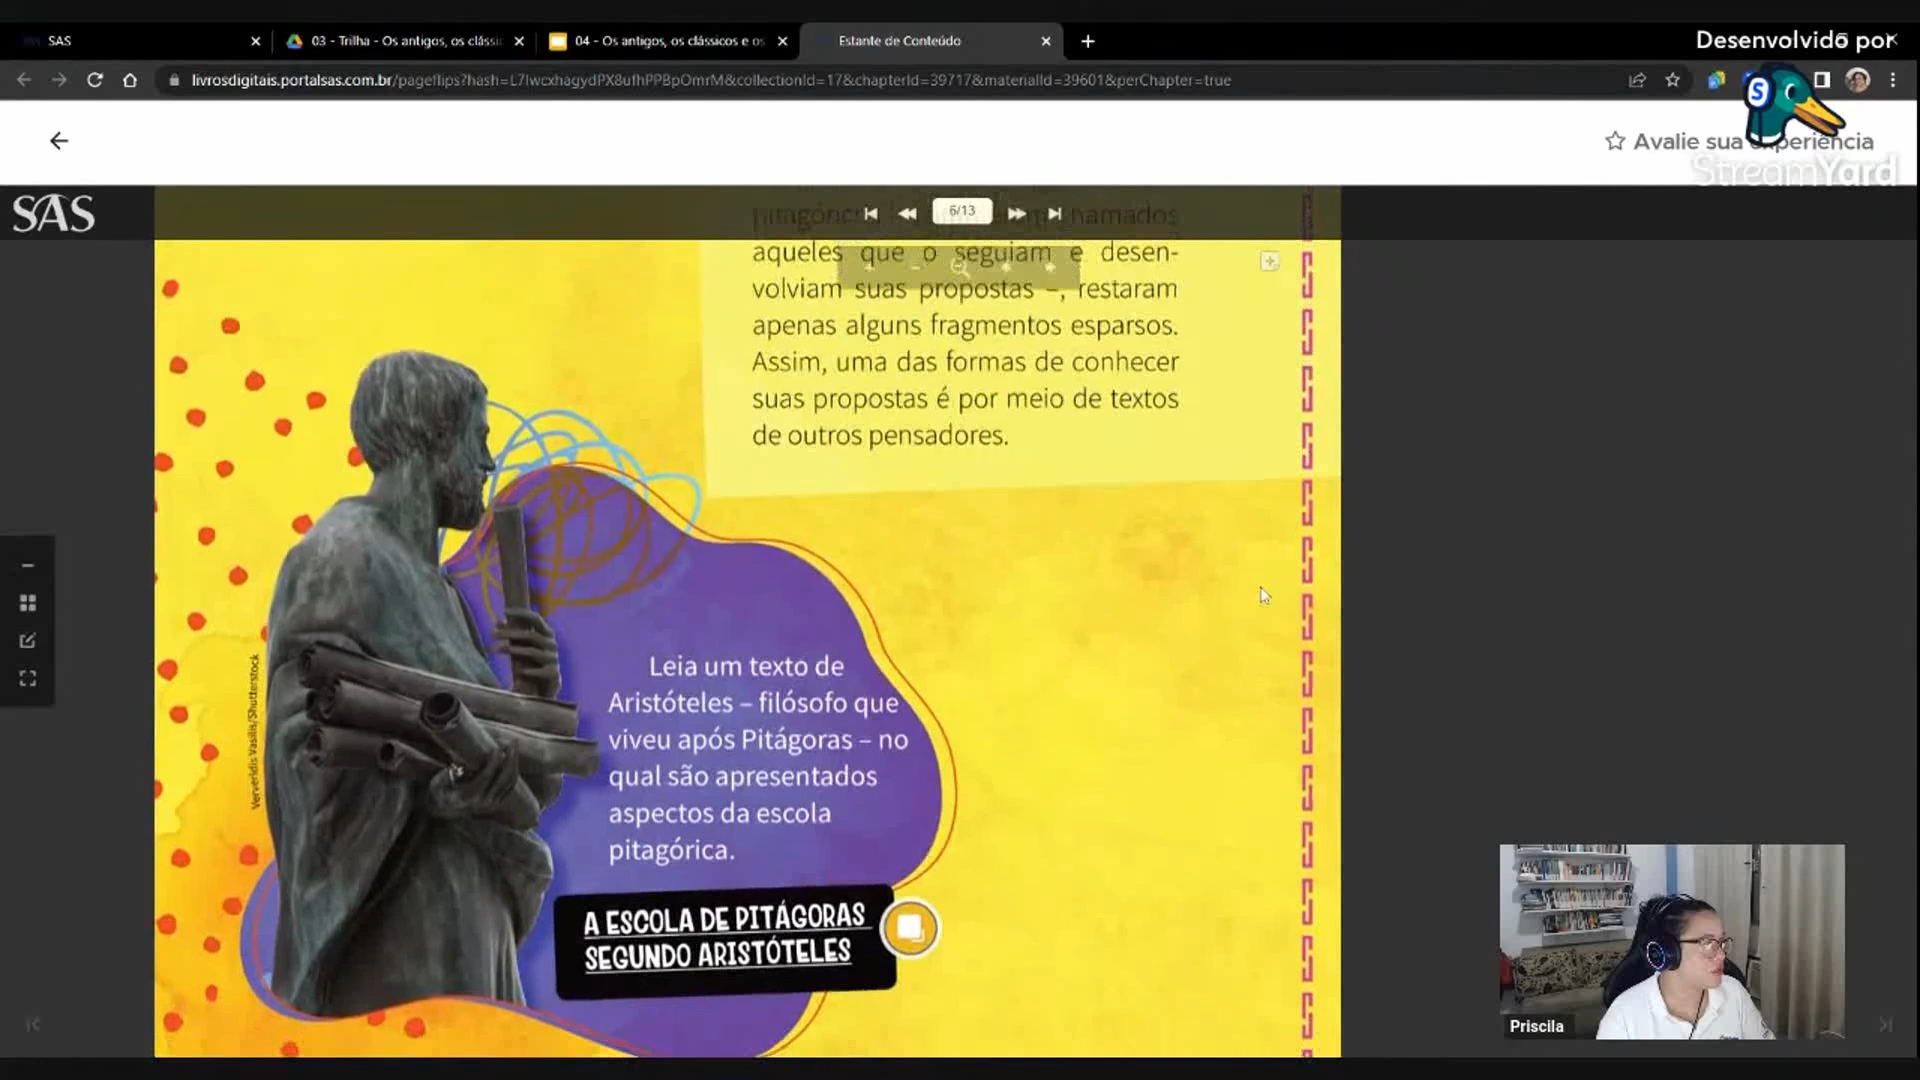 SAS
03 - Trilha - Os antigos, os clássic
04 - Os antigos, os clássicos e os
Estante de Conteúdo
Desenvolvido por
livrosdigitais.portalsas.com.br/pageflips?hash=L7lwcxhagydPX8ufhPPBpOmrM&collectionId=17&chapterId=39717&materialId=39601&perChapter=true
Avalie sua experiência
StreamYard
SAS
6/13
chamados
aqueles que o seguiam e desen-
volviam suas propostas –, restaram
apenas alguns fragmentos esparsos.
Assim, uma das formas de conhecer
suas propostas é por meio de textos
de outros pensadores.
Ververidis Vasilis/Shutterstock
Leia um texto de
Aristóteles – filósofo que
viveu após Pitágoras – no
qual são apresentados
aspectos da escola
pitagórica.
A ESCOLA DE PITÁGORAS
SEGUNDO ARISTÓTELES
Priscila